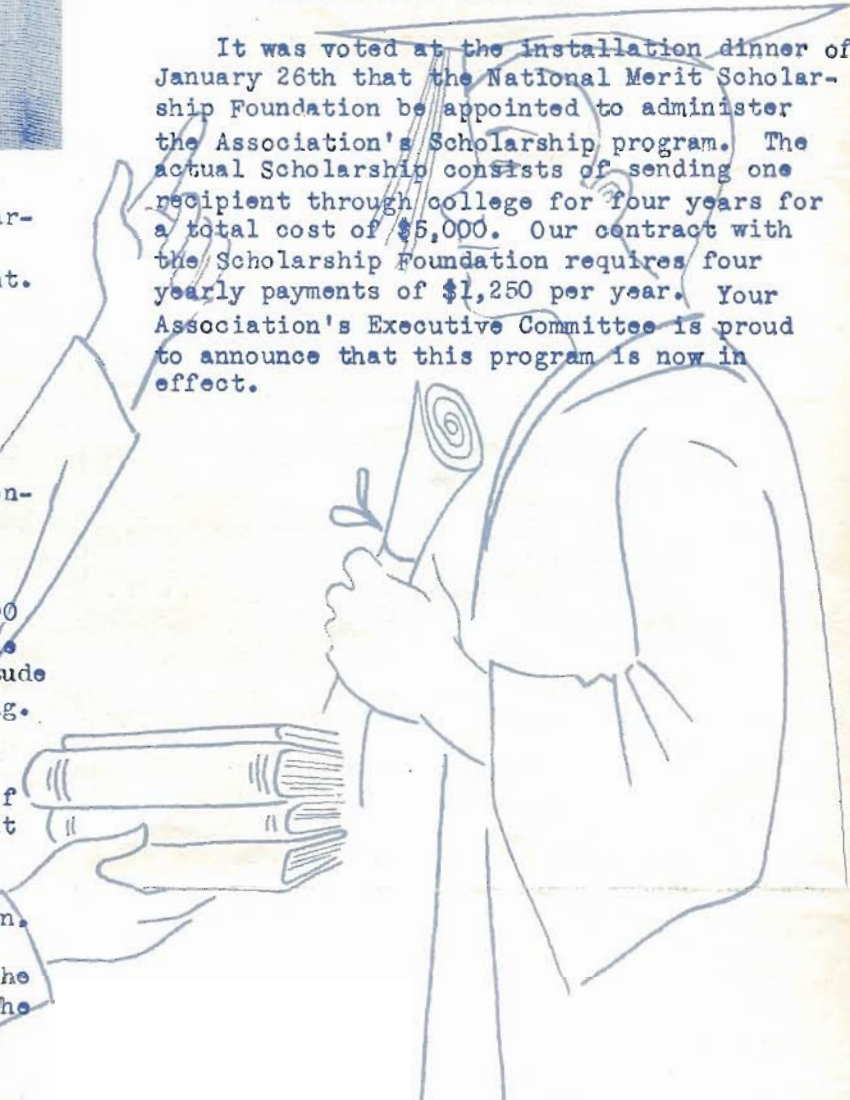 It was voted at the installation dinner of
January 26th that the National Merit Scholar-
ship Foundation be appointed to administer
the Association's Scholarship program.  The
actual Scholarship consists of sending one
recipient through college for four years for
a total cost of $5,000.  Our contract with
the Scholarship Foundation requires four
yearly payments of $1,250 per year.  Your
Association's Executive Committee is proud
to announce that this program is now in
effect.